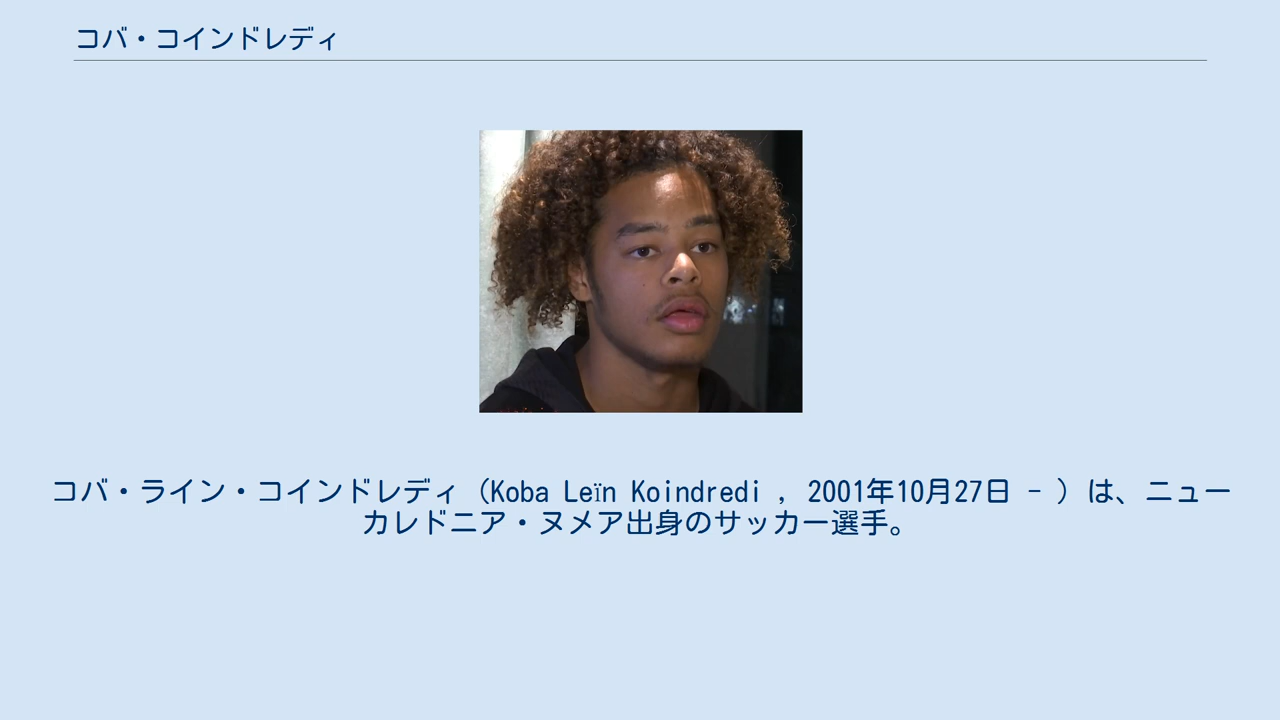 コバ・コインドレディ
コバ・ライン・コインドレディ（Koba Leïn Koindredi , 2001年10月27日 - ）は、ニュー
カレドニア・ヌメア出身のサッカー選手。